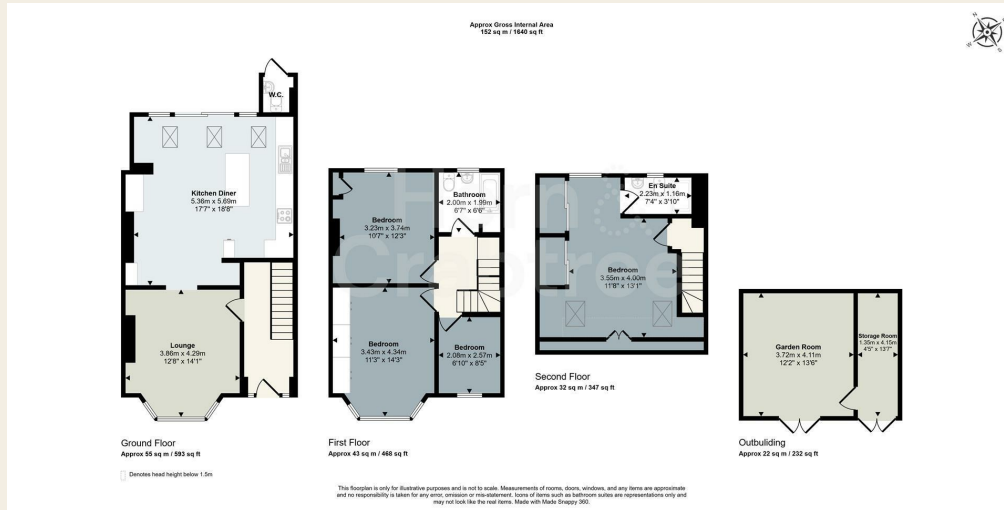 Approx Gross Internal Area
152 sq m / 1640 sq ft
W.C.
Kitchen Diner
5.36m x 5.69m
17'7" x 18'8"
Lounge
3.86m x 4.29m
12'8" x 14'1"
Ground Floor
Approx 55 sq m / 593 sq ft
Denotes head height below 1.5m
Bedroom
3.23m x 3.74m
10'7" x 12'3"
Bathroom
2.00m x 1.99m
6'7" x 6'6"
Bedroom
3.43m x 4.34m
11'3" x 14'3"
Bedroom
2.08m x 2.57m
6'10" x 8'5"
First Floor
Approx 43 sq m / 468 sq ft
En Suite
2.23m x 1.16m
7'4" x 3'10"
Bedroom
3.55m x 4.00m
11'8" x 13'1"
Second Floor
Approx 32 sq m / 347 sq ft
Garden Room
3.72m x 4.11m
12'2" x 13'6"
Storage Room
1.35m x 4.15m
4'5" x 13'7"
Outbuliding
Approx 22 sq m / 232 sq ft
Hern
Crabtree
This floorplan is only for illustrative purposes and is not to scale. Measurements of rooms, doors, windows, and any items are approximate
and no responsibility is taken for any error, omission or mis-statement. Icons of items such as bathroom suites are representations only and
may not look like the real items. Made with Made Snappy 360.